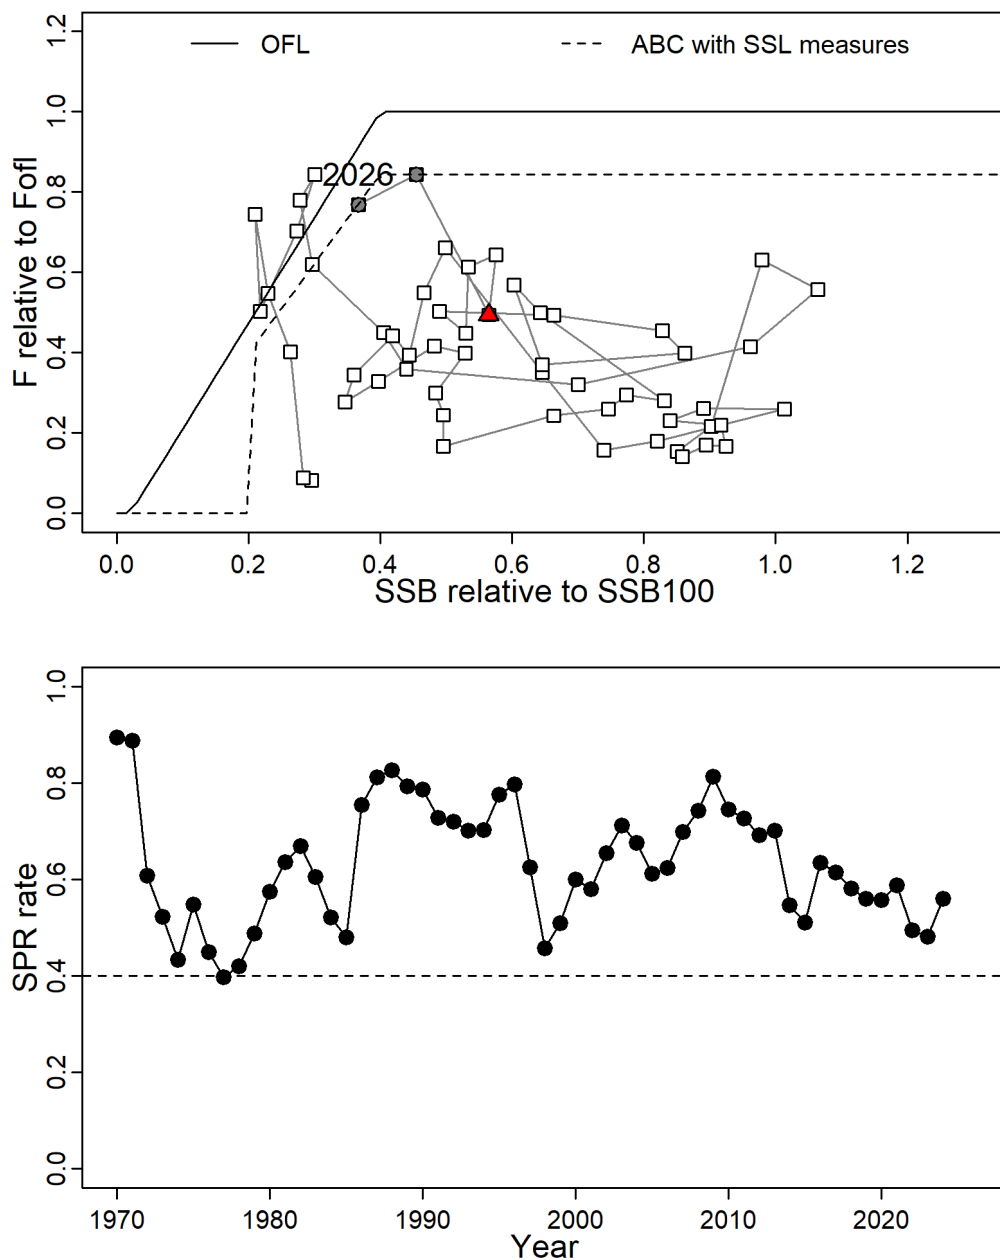 OFL
ABC with SSL measures
F relative to Fofl
1.2
1.0
0.8
0.6
0.4
0.2
0.0
2026
0.0 0.2 0.4 0.6 0.8 1.0 1.2
SSB relative to SSB100
SPR rate
1.0
0.8
0.6
0.4
0.2
0.0
1970 1980 1990 2000 2010 2020
Year